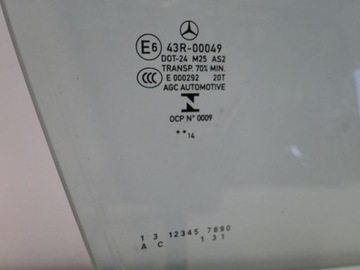 E6 43R-00049
DOT-24 M25 AS2
TRANSP. 70% MIN.
CCC E 000292 20T
AGC AUTOMOTIVE
N
OCP N° 0009
**14
1 3 12345 7890
A C 1 3 1